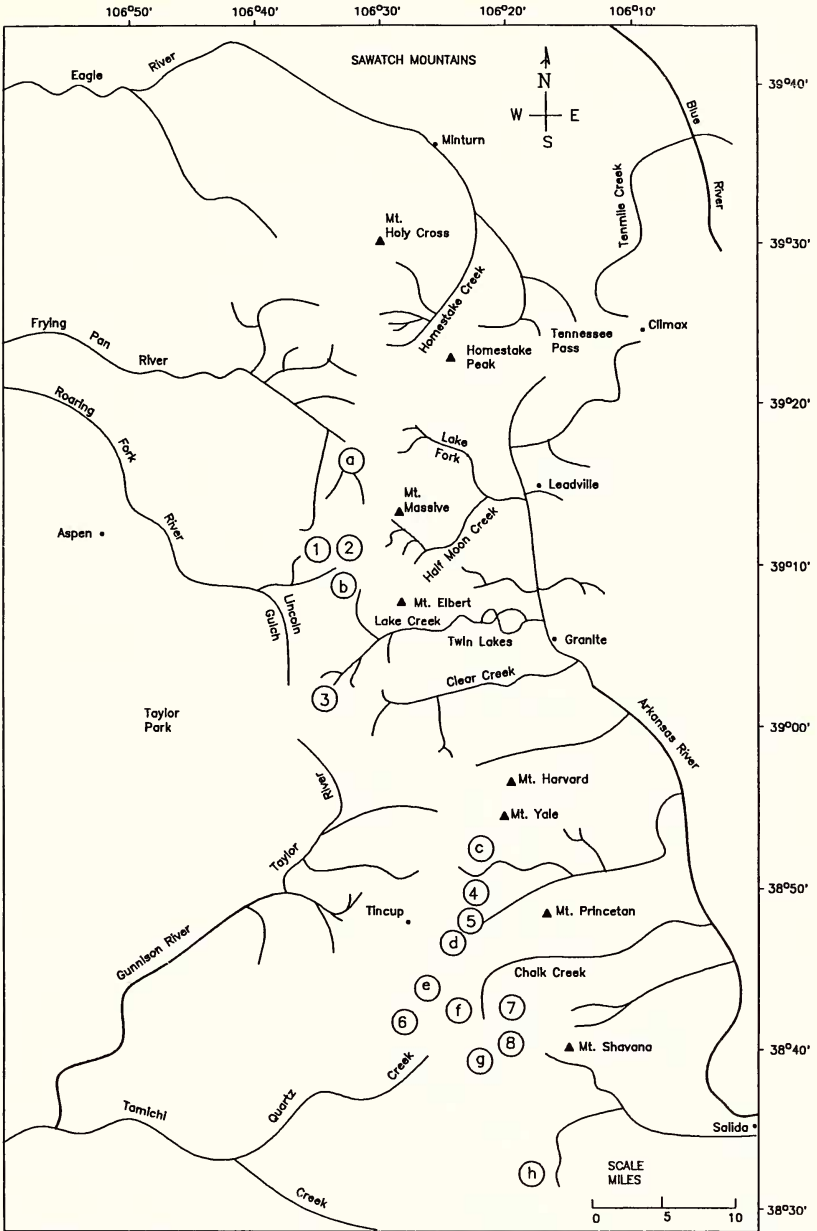 106°50'
106°40'
106°30'
106°20'
106°10'
SAWATCH MOUNTAINS
N
W
E
S
39°40'
39°30'
39°20'
39°10'
39°00'
38°50'
38°40'
38°30'
Eagle River
Minturn
Blue River
Tenmile Creek
Mt.
Holy Cross
Homestake Creek
Climax
Tennessee
Pass
Homestake
Peak
Frying Pan River
Roaring Fork River
Lake
Fork
a
Leadville
Mt.
Massive
Aspen
Half Moon Creek
1
2
b
Mt. Elbert
Lincoln
Gulch
Lake Creek
Twin Lakes
Granite
3
Clear Creek
Taylor
Park
Arkansas River
Mt. Harvard
Mt. Yale
Taylor River
c
4
5
Tincup
Mt. Princetan
d
Gunnison River
Chalk Creek
e
f
7
6
8
g
Mt. Shavana
Quartz Creek
Tamichi Creek
Salida
h
SCALE
MILES
0
5
10